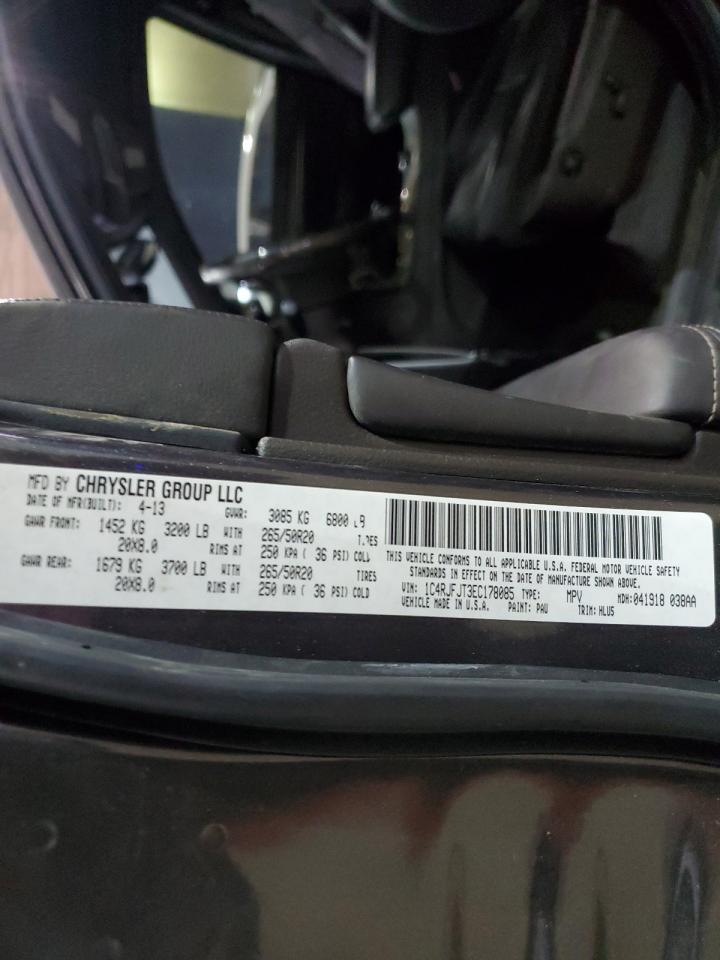 MFD BY CHRYSLER GROUP LLC
DATE OF MFR(BUILT): 4-13 GVWR: 3085 KG 6800 LB
GAWR FRONT: 1452 KG 3200 LB WITH 265/50R20 TIRES
20X8.0 RIMS AT 250 KPA ( 36 PSI) COLD
GAWR REAR: 1679 KG 3700 LB WITH 265/50R20 TIRES
20X8.0 RIMS AT 250 KPA ( 36 PSI) COLD
THIS VEHICLE CONFORMS TO ALL APPLICABLE U.S.A. FEDERAL MOTOR VEHICLE SAFETY
STANDARDS IN EFFECT ON THE DATE OF MANUFACTURE SHOWN ABOVE.
VIN: 1C4RJFJT3EC178085 TYPE: MPV MDH:041918 038AA
VEHICLE MADE IN U.S.A. PAINT: PAU TRIM: HLU5